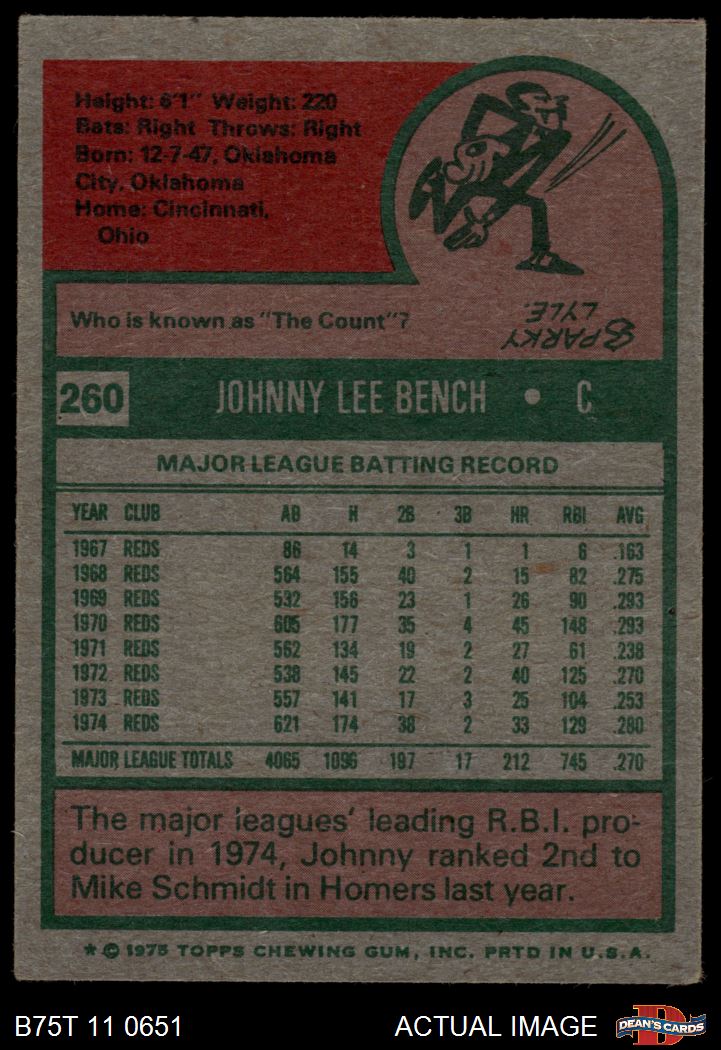 Height: 6'1" Weight: 220
Bats: Right Throws: Right
Born: 12-7-47, Oklahoma
City, Oklahoma
Home: Cincinnati,
Ohio
Who is known as "The Count"?
SPARKY
LYLE.
260 JOHNNY LEE BENCH • C
MAJOR LEAGUE BATTING RECORD
YEAR CLUB AB H 2B 3B HR RBI AVG
1967 REDS 86 14 3 1 1 6 .163
1968 REDS 564 155 40 2 15 82 .275
1969 REDS 532 156 23 1 26 90 .293
1970 REDS 605 177 35 4 45 148 .293
1971 REDS 562 134 19 2 27 61 .238
1972 REDS 538 145 22 2 40 125 .270
1973 REDS 557 141 17 3 25 104 .253
1974 REDS 621 174 38 2 33 129 .280
MAJOR LEAGUE TOTALS 4065 1096 197 17 212 745 .270
The major leagues' leading R.B.I. pro-
ducer in 1974, Johnny ranked 2nd to
Mike Schmidt in Homers last year.
* © 1975 TOPPS CHEWING GUM, INC. PRTD IN U.S.A.
B75T 11 0651 ACTUAL IMAGE D DEAN'S CARDS